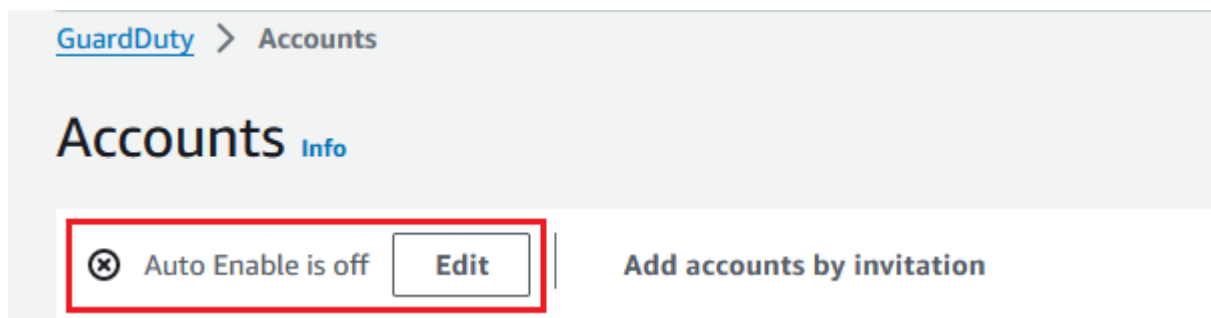 GuardDuty > Accounts
Accounts Info
Auto Enable is off Edit Add accounts by invitation